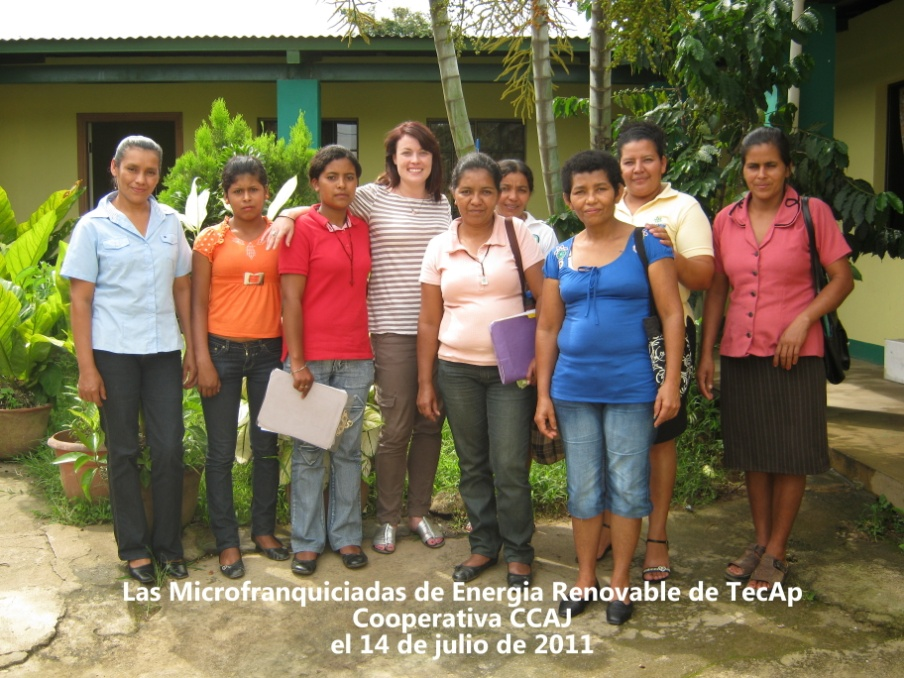 Las Microfranquiciadas de Energia Renovable de TecAp
Cooperativa CCAJ
el 14 de julio de 2011